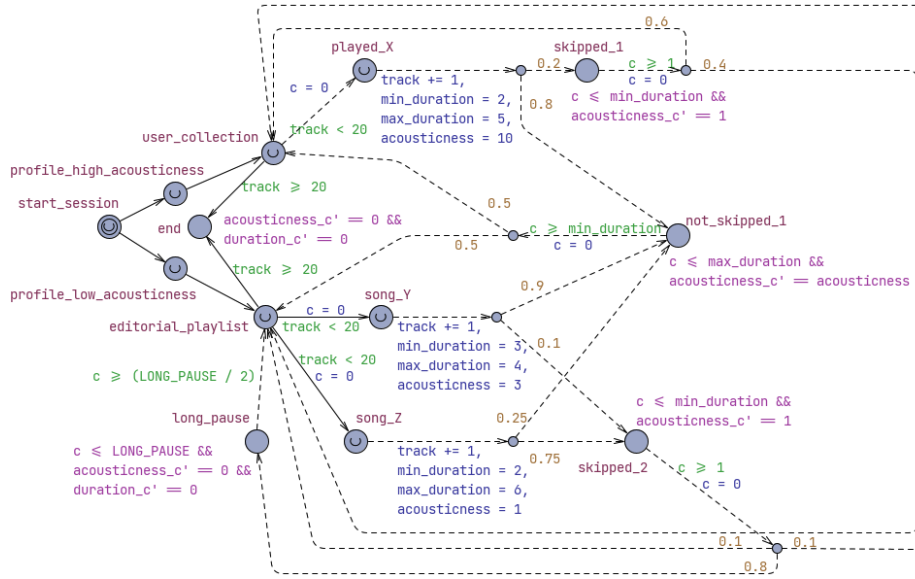 0.6
played_X
skipped_1
0.2
c ⩾ 1
c = 0
0.4
c = 0
track += 1,
min_duration = 2,
max_duration = 5,
acousticness = 10
0.8
c ⩽ min_duration &&
acousticness_c' == 1
track < 20
user_collection
profile_high_acousticness
track ⩾ 20
start_session
end
acousticness_c' == 0 &&
duration_c' == 0
0.5
not_skipped_1
c ⩾ min_duration
c = 0
0.5
c ⩽ max_duration &&
acousticness_c' == acousticness
track ⩾ 20
profile_low_acousticness
song_Y
0.9
c = 0
editorial_playlist
track < 20
track += 1,
min_duration = 3,
max_duration = 4,
acousticness = 3
0.1
track < 20
c = 0
c ⩾ (LONG_PAUSE / 2)
long_pause
song_Z
0.25
c ⩽ min_duration &&
acousticness_c' == 1
c ⩽ LONG_PAUSE &&
acousticness_c' == 0 &&
duration_c' == 0
track += 1,
min_duration = 2,
max_duration = 6,
acousticness = 1
0.75
skipped_2
c ⩾ 1
c = 0
0.1
0.1
0.8